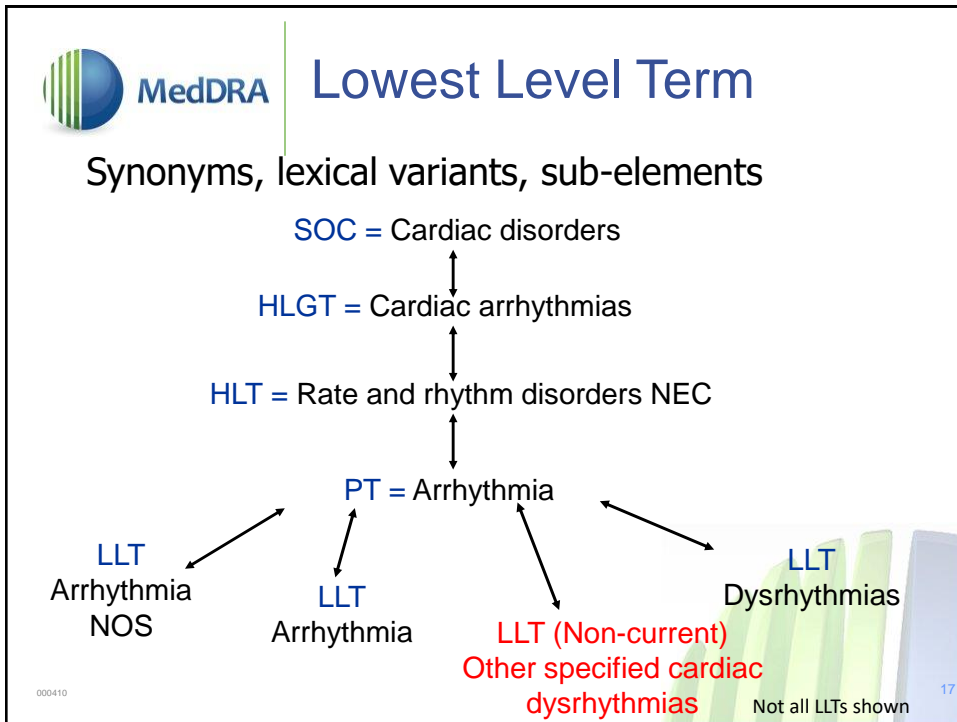 MedDRA
Lowest Level Term
Synonyms, lexical variants, sub-elements
SOC = Cardiac disorders
HLGT = Cardiac arrhythmias
HLT = Rate and rhythm disorders NEC
PT = Arrhythmia
LLT
Arrhythmia
NOS
LLT
Arrhythmia
LLT (Non-current)
Other specified cardiac
dysrhythmias
LLT
Dysrhythmias
000410
Not all LLTs shown
17